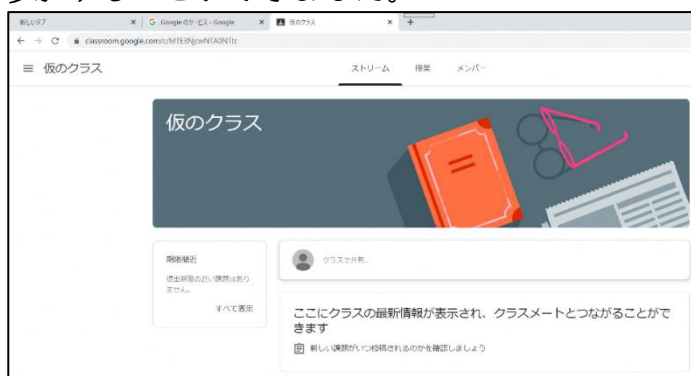 新しいタブ
Google のサービス - Google
仮のクラス
classroom.google.com/c/
仮のクラス
ストリーム 授業 メンバー
仮のクラス
期限間近
提出期限の近い課題はあり
ません。
すべて表示
クラスで共有...
ここにクラスの最新情報が表示され、クラスメートとつながることがで
きます
新しい課題がいつ投稿されるのかを確認しましょう